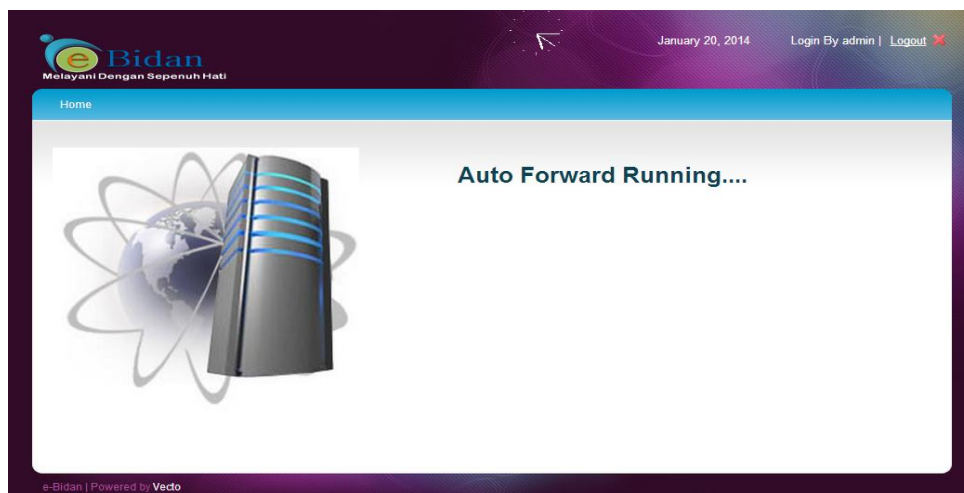 e Bidan
Melayani Dengan Sepenuh Hati
January 20, 2014 Login By admin | Logout
Home
Auto Forward Running....
e-Bidan | Powered by Vecto